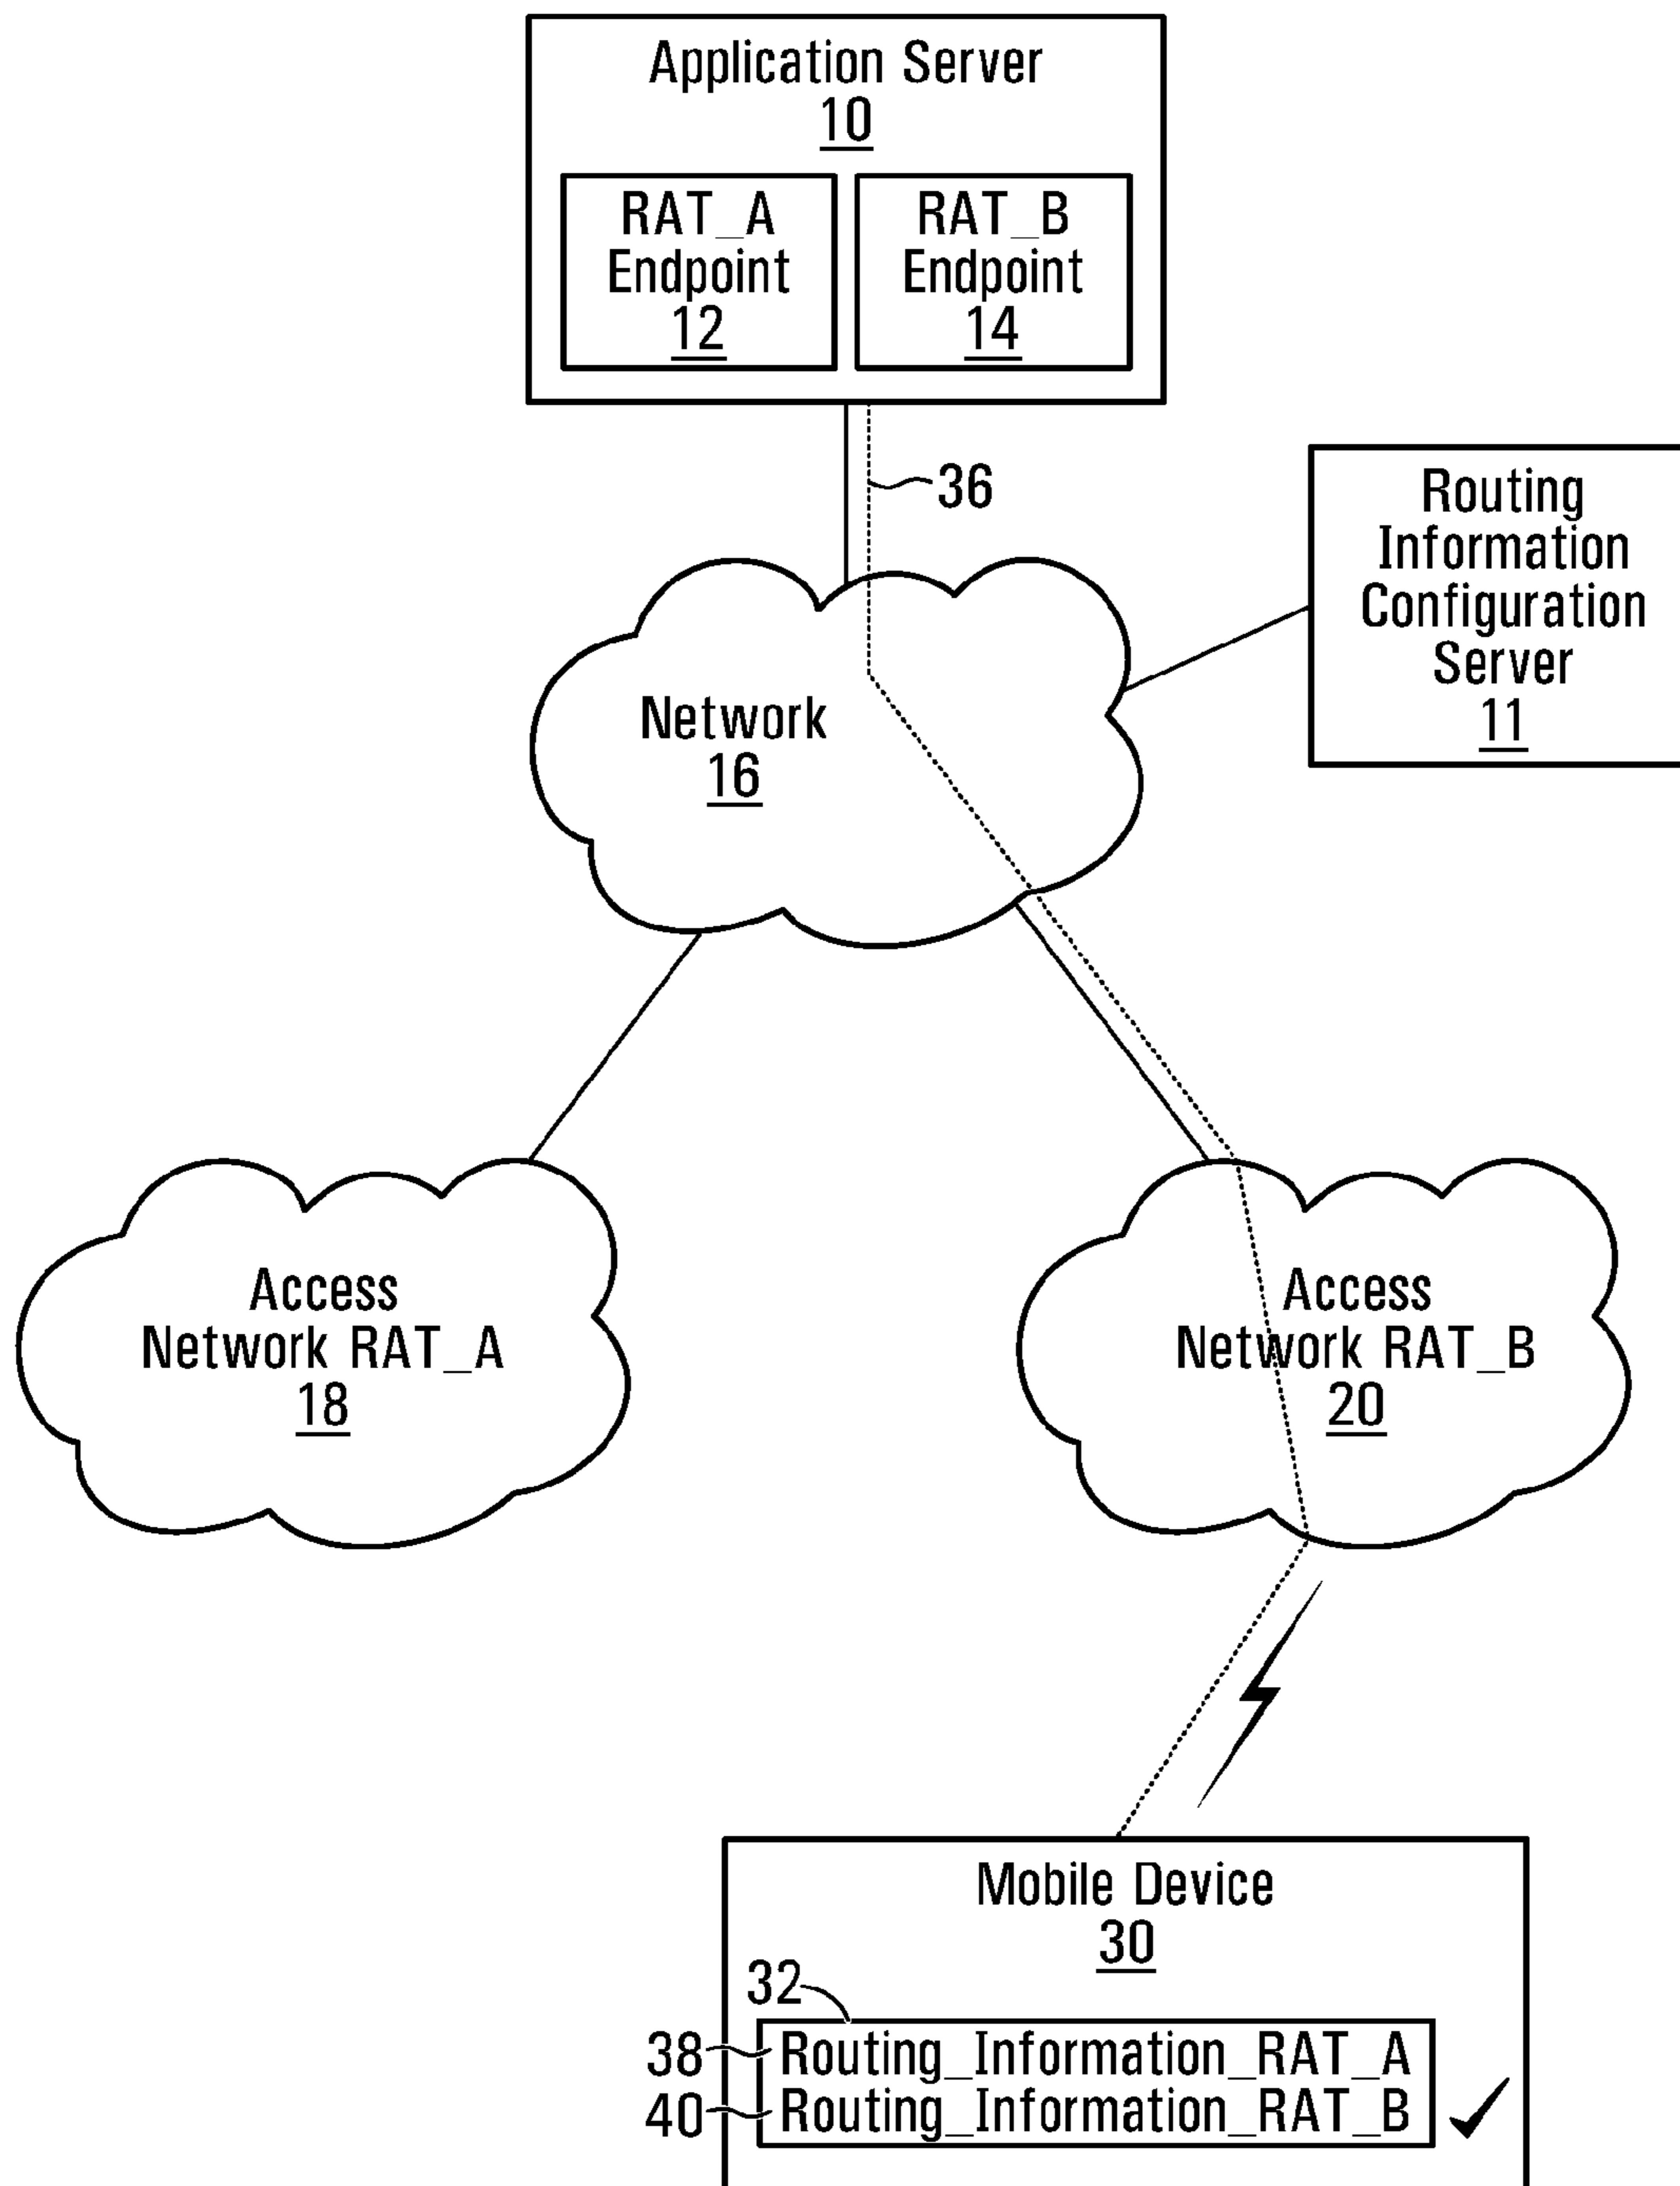 Application Server
10
RAT_A
Endpoint
12
RAT_B
Endpoint
14
36
Routing
Information
Configuration
Server
11
Network
16
Access
Network RAT_A
18
Access
Network RAT_B
20
Mobile Device
30
32
38
Routing_Information_RAT_A
40
Routing_Information_RAT_B